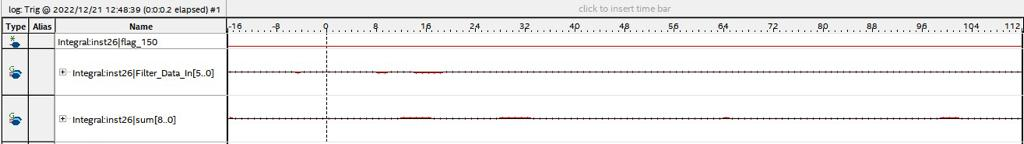 log: Trig @ 2022/12/21 12:48:39 (0:0:0.2 elapsed) #1
click to insert time bar
Type Alias Name
-16 -8 0 8 16 24 32 40 48 56 64 72 80 88 96 104 112
Integral:inst26|flag_150
Integral:inst26|Filter_Data_In[5..0]
Integral:inst26|sum[8..0]